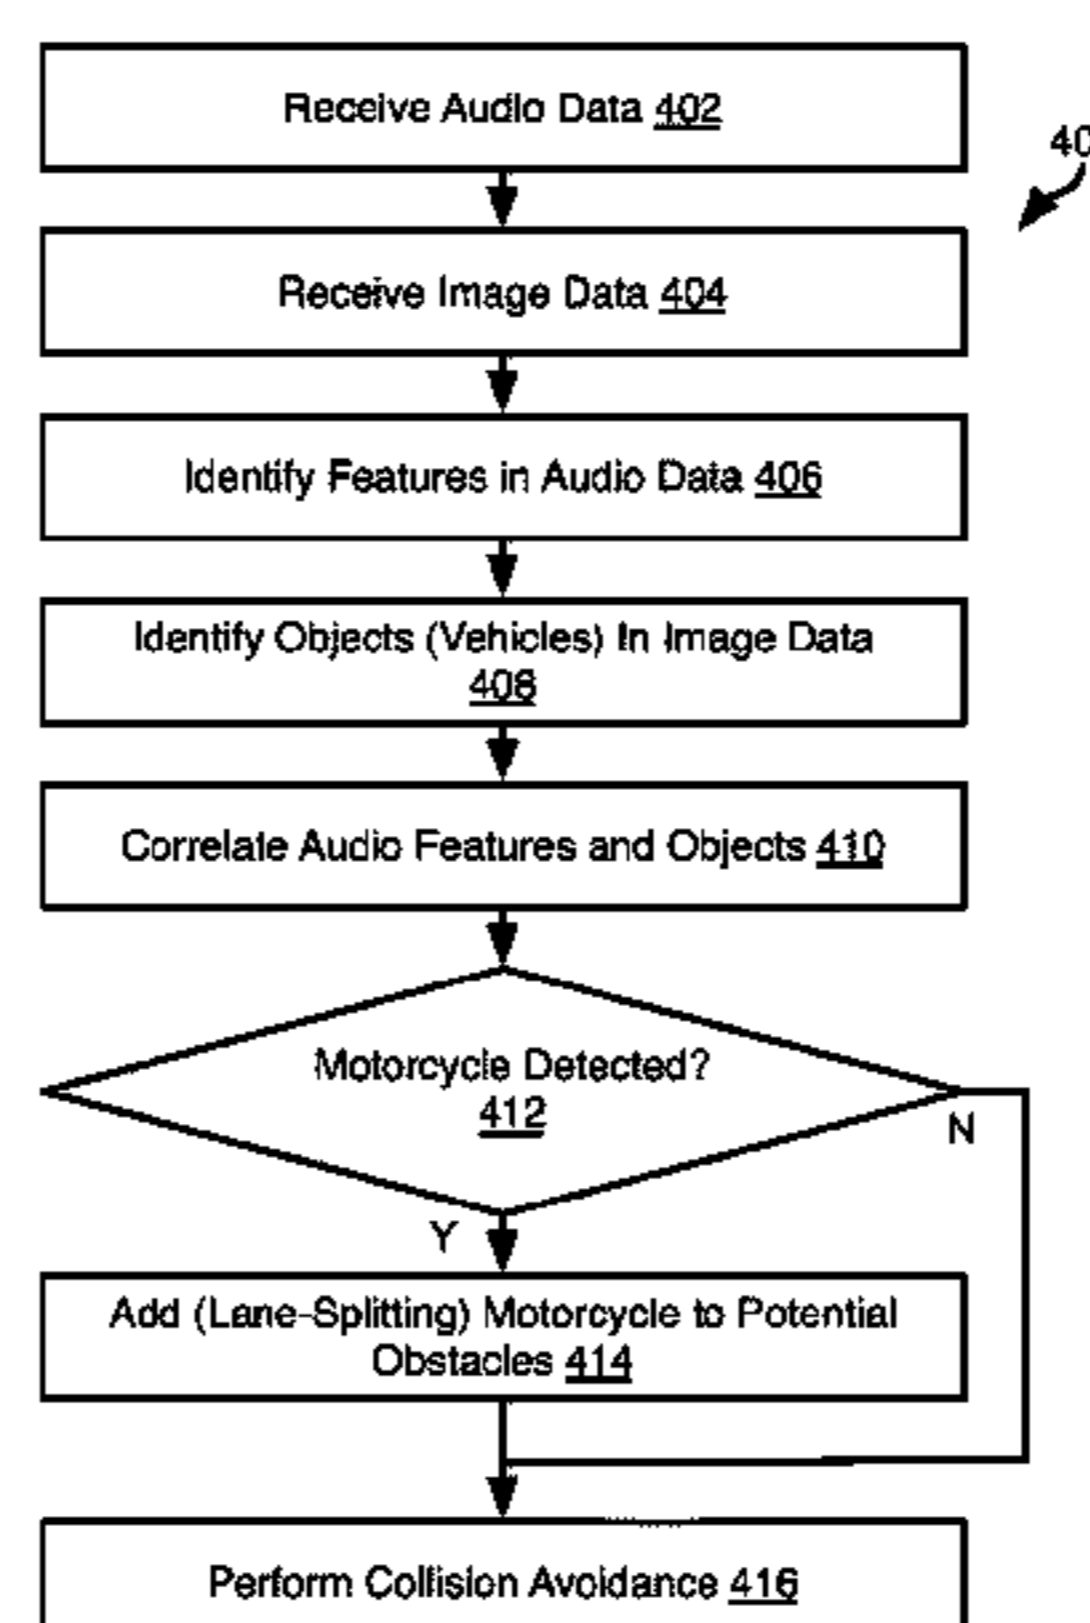 Receive Audio Data 402
40
Receive Image Data 404
Identify Features in Audio Data 406
Identify Objects (Vehicles) In Image Data
408
Correlate Audio Features and Objects 410
Motorcycle Detected?
412
N
Y
Add (Lane-Splitting) Motorcycle to Potential
Obstacles 414
Perform Collision Avoidance 416